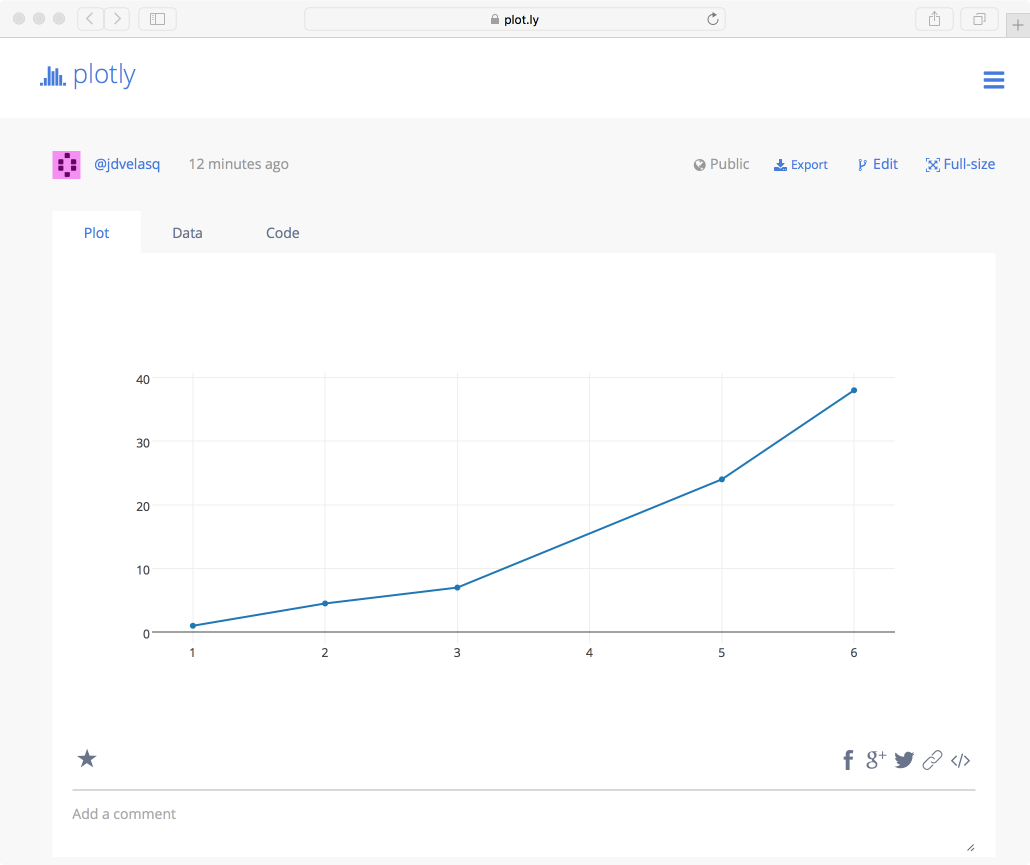 plot.ly
plotly
@jdvelasq 12 minutes ago Public Export Edit Full-size
Plot Data Code
40
30
20
10
0
1 2 3 4 5 6
f g+ </>
Add a comment